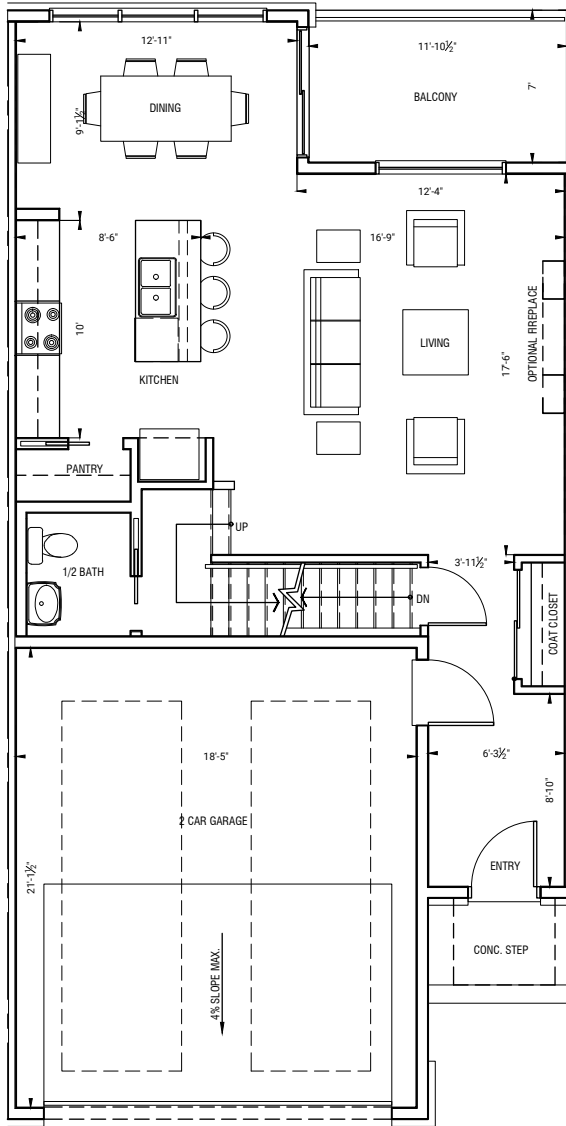 12'-11"
11'-10½"
DINING
9'-1½"
BALCONY
7'
12'-4"
8'-6"
16'-9"
10'
OPTIONAL FIREPLACE
LIVING
17'-6"
KITCHEN
PANTRY
UP
1/2 BATH
3'-11½"
DN
COAT CLOSET
18'-5"
6'-3½"
8'-10"
2 CAR GARAGE
21'-1½"
ENTRY
CONC. STEP
4% SLOPE MAX.